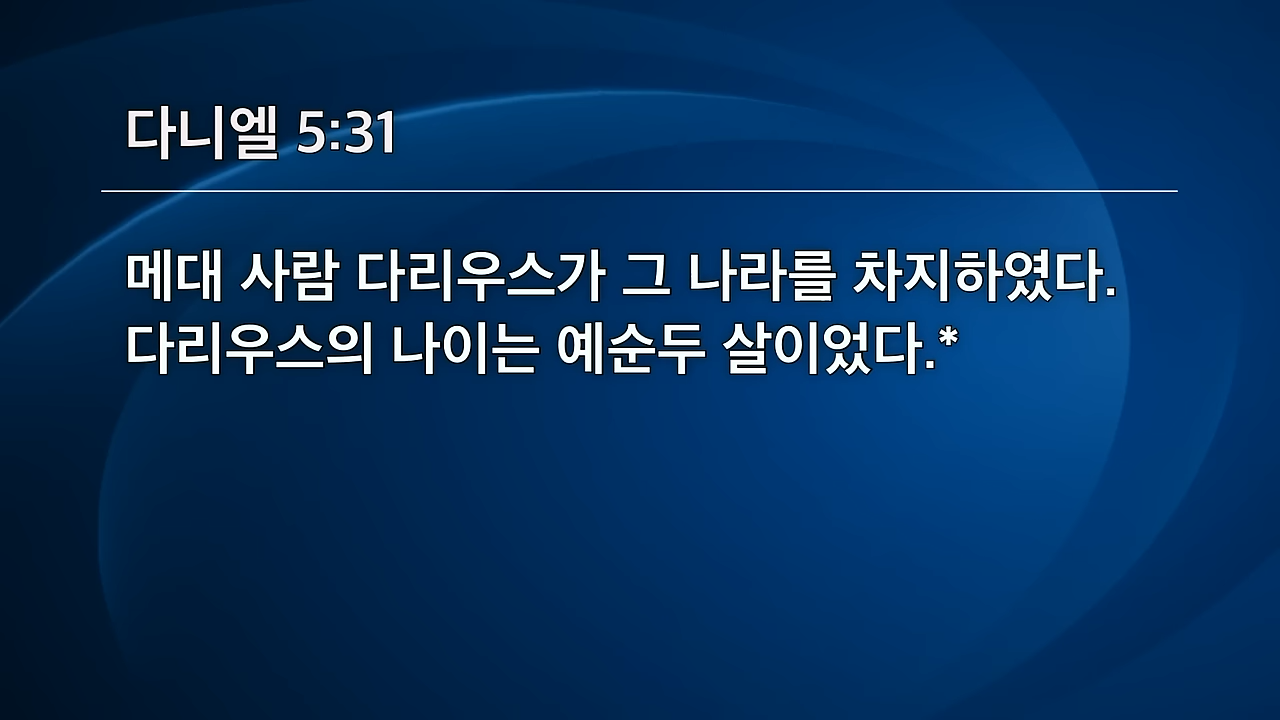 다니엘 5:31
메대 사람 다리우스가 그 나라를 차지하였다.
다리우스의 나이는 예순두 살이었다.*